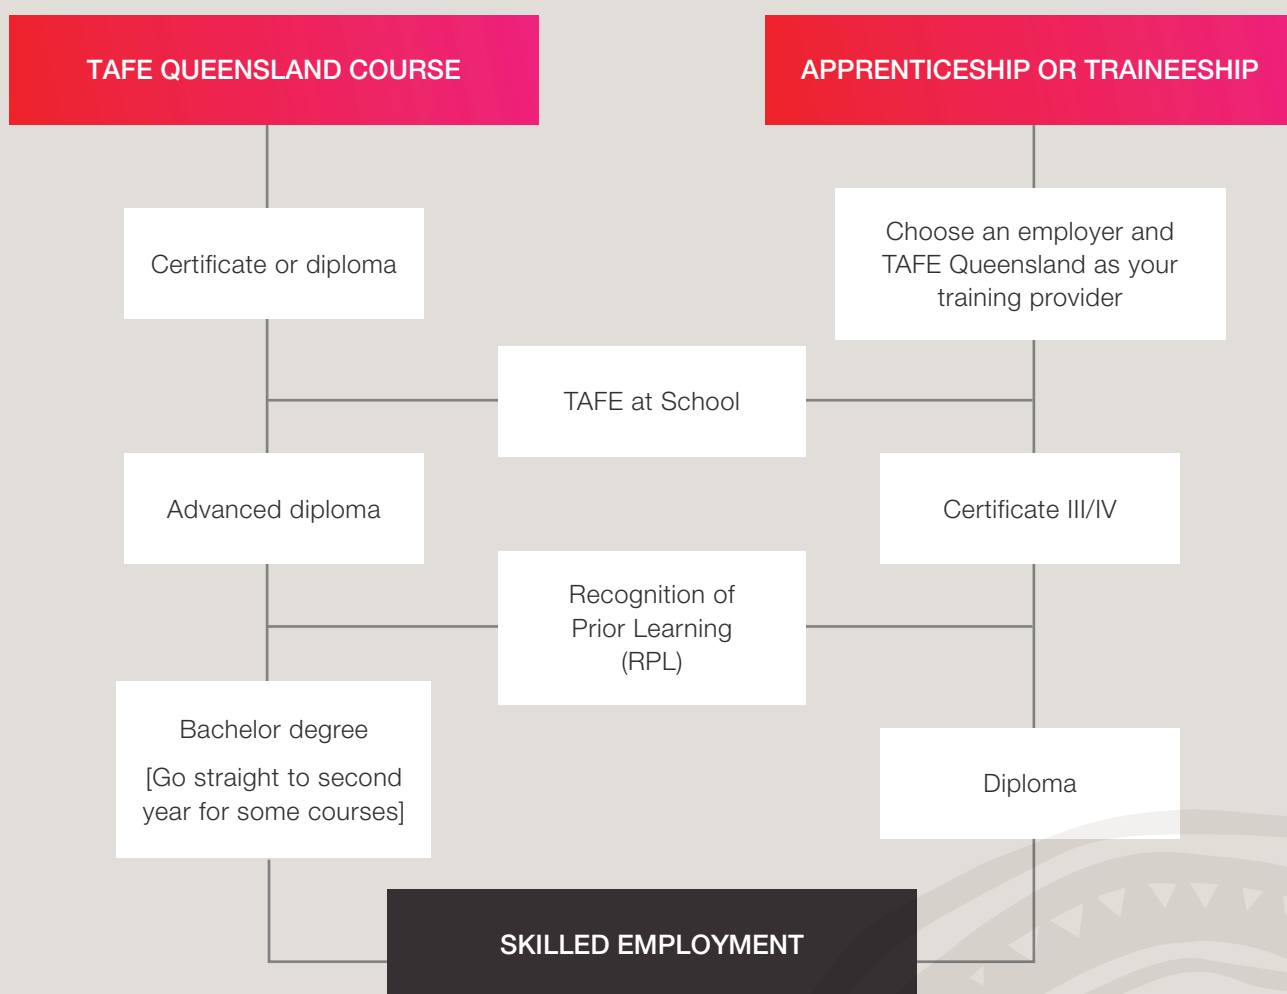 TAFE QUEENSLAND COURSE
APPRENTICESHIP OR TRAINEESHIP
Certificate or diploma
Choose an employer and
TAFE Queensland as your
training provider
TAFE at School
Advanced diploma
Certificate III/IV
Recognition of
Prior Learning
(RPL)
Bachelor degree
[Go straight to second
year for some courses]
Diploma
SKILLED EMPLOYMENT